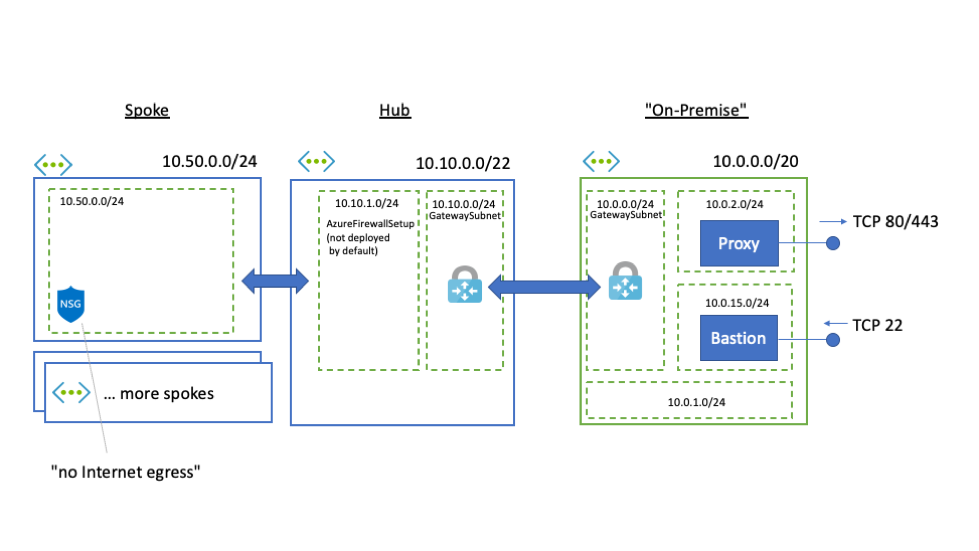 Spoke
Hub
"On-Premise"
10.50.0.0/24
10.10.0.0/22
10.0.0.0/20
10.50.0.0/24
NSG
10.10.1.0/24
AzureFirewallSetup
(not deployed
by default)
10.10.0.0/24
GatewaySubnet
10.0.0.0/24
GatewaySubnet
10.0.2.0/24
Proxy
TCP 80/443
10.0.15.0/24
Bastion
TCP 22
10.0.1.0/24
... more spokes
"no Internet egress"